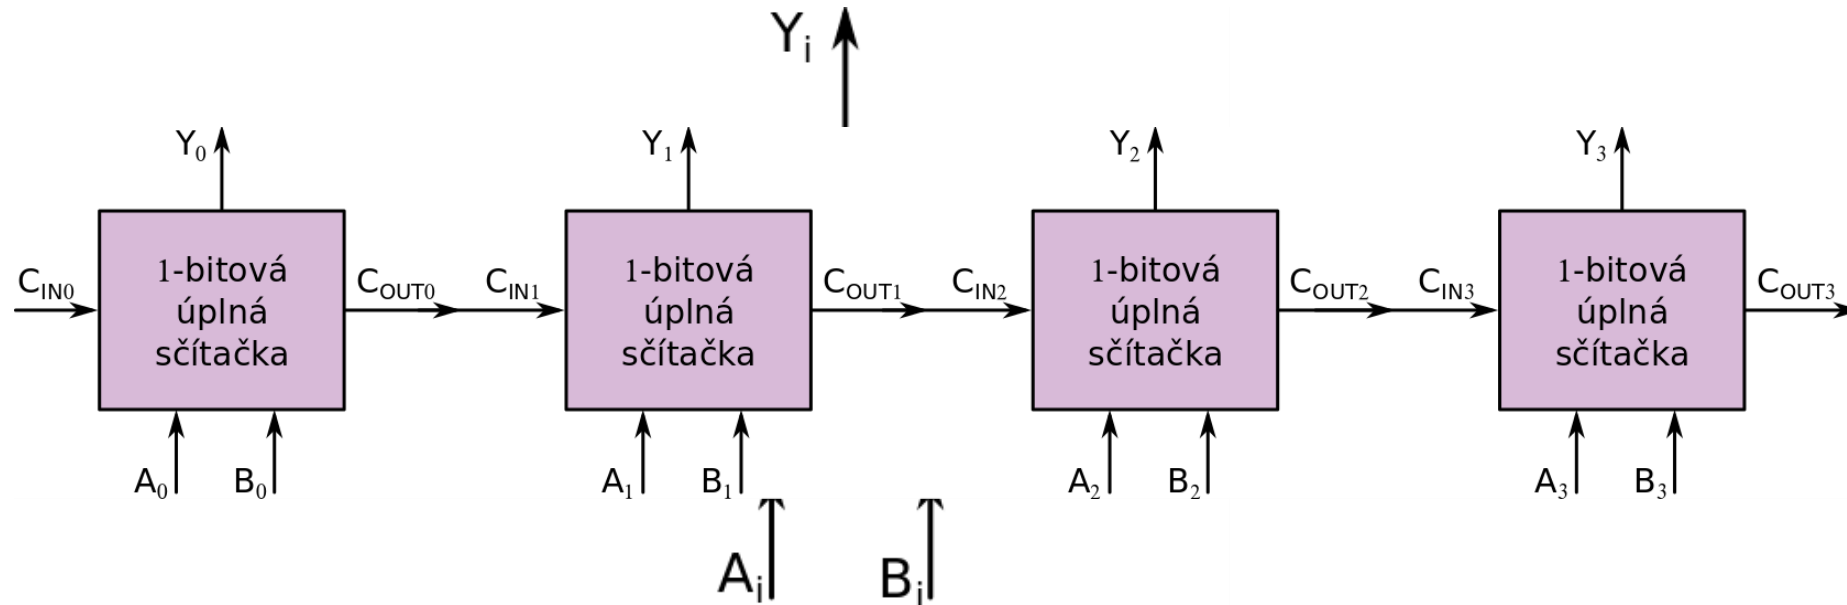 Yi
Y0 Y1 Y2 Y3
CIN0 1-bitová COUT0 CIN1 1-bitová COUT1 CIN2 1-bitová COUT2 CIN3 1-bitová COUT3
úplná úplná úplná úplná
sčítačka sčítačka sčítačka sčítačka
A0 B0 A1 B1 A2 B2 A3 B3
Ai Bi